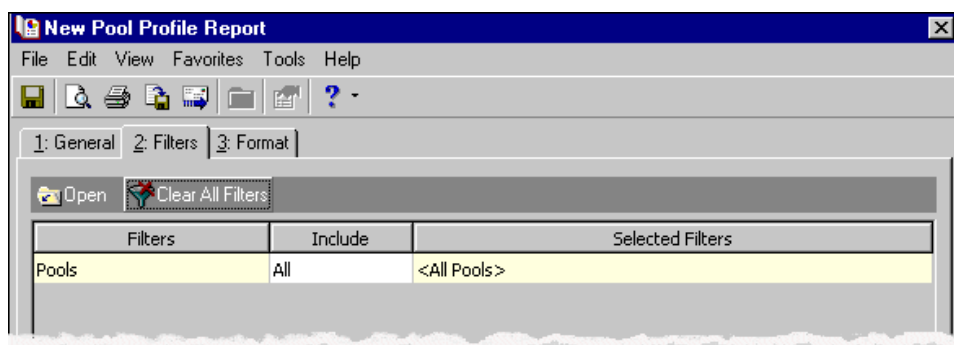 New Pool Profile Report
File Edit View Favorites Tools Help
?
1: General 2: Filters 3: Format
Open Clear All Filters
Filters Include Selected Filters
Pools All <All Pools>